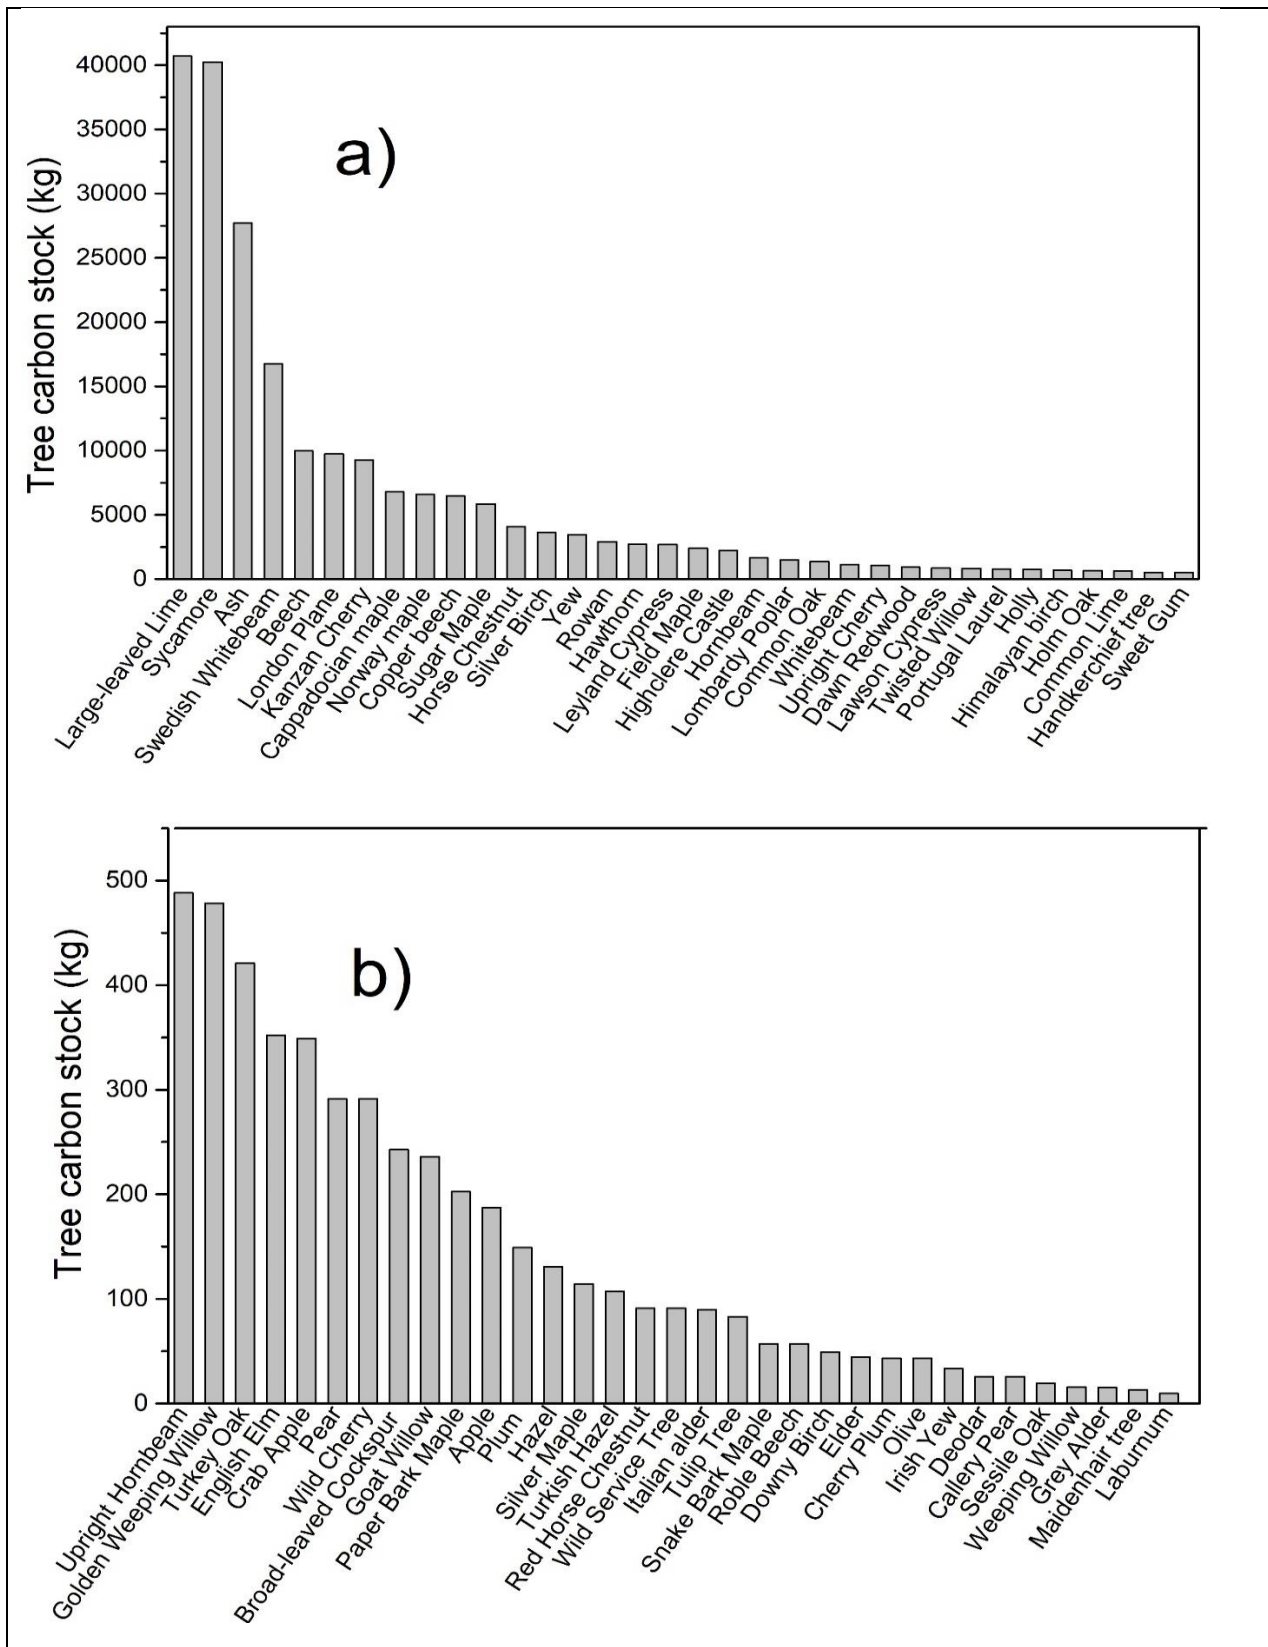 a)
Tree carbon stock (kg)
40000
35000
30000
25000
20000
15000
10000
5000
0
Large-leaved Lime
Sycamore
Ash
Swedish Whitebeam
Beech
London Plane
Kanzan Cherry
Cappadocian maple
Norway maple
Copper beech
Sugar Maple
Horse Chestnut
Silver Birch
Yew
Rowan
Hawthorn
Leyland Cypress
Field Maple
Highclere Castle
Hornbeam
Lombardy Poplar
Common Oak
Whitebeam
Upright Cherry
Dawn Redwood
Lawson Cypress
Twisted Willow
Portugal Laurel
Holly
Himalayan birch
Holm Oak
Common Lime
Handkerchief tree
Sweet Gum
b)
Tree carbon stock (kg)
500
400
300
200
100
0
Upright Hornbeam
Golden Weeping Willow
Turkey Oak
English Elm
Crab Apple
Pear
Wild Cherry
Broad-leaved Cockspur
Goat Willow
Paper Bark Maple
Apple
Plum
Hazel
Silver Maple
Turkish Hazel
Red Horse Chestnut
Wild Service Tree
Italian alder
Tulip Tree
Snake Bark Maple
Roble Beech
Downy Birch
Elder
Cherry Plum
Olive
Irish Yew
Deodar
Callery Pear
Sessile Oak
Weeping Willow
Grey Alder
Maidenhair tree
Laburnum